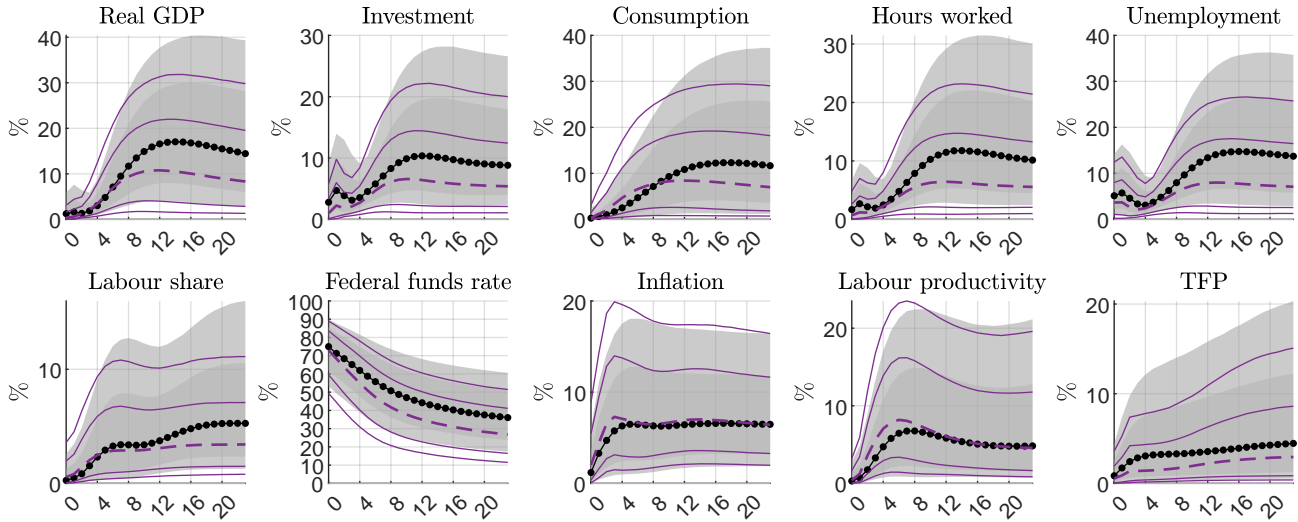 Real GDP
%
40
30
20
10
0
0 4 8 12 16 20
Investment
%
30
20
10
0
0 4 8 12 16 20
Consumption
%
40
30
20
10
0
0 4 8 12 16 20
Hours worked
%
30
20
10
0
0 4 8 12 16 20
Unemployment
%
40
30
20
10
0
0 4 8 12 16 20
Labour share
%
10
0
0 4 8 12 16 20
Federal funds rate
%
100
90
80
70
60
50
40
30
20
10
0
0 4 8 12 16 20
Inflation
%
20
10
0
0 4 8 12 16 20
Labour productivity
%
20
10
0
0 4 8 12 16 20
TFP
%
20
10
0
0 4 8 12 16 20